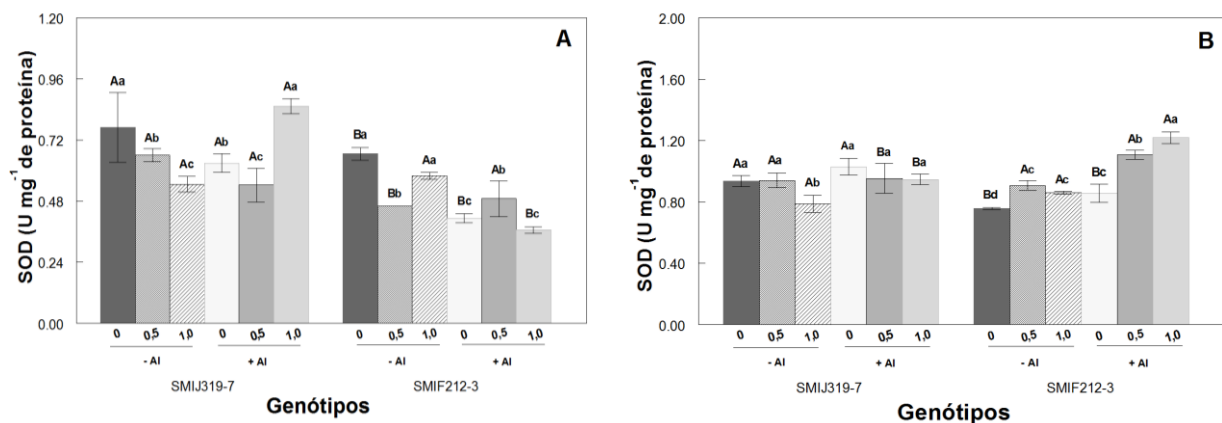 A
SOD (U mg⁻¹ de proteína)
1.20
0.96
0.72
0.48
0.24
0.00
Aa Ab Ac Ab Ac Aa Ba Bb Aa Bc Ab Bc
0 0,5 1,0 0 0,5 1,0 0 0,5 1,0 0 0,5 1,0
- Al + Al - Al + Al
SMIJ319-7 SMIF212-3
Genótipos
B
SOD (U mg⁻¹ de proteína)
2.00
1.60
1.20
0.80
0.40
0.00
Aa Aa Ab Aa Ba Ba Bd Ac Ac Bc Ab Aa
0 0,5 1,0 0 0,5 1,0 0 0,5 1,0 0 0,5 1,0
- Al + Al - Al + Al
SMIJ319-7 SMIF212-3
Genótipos